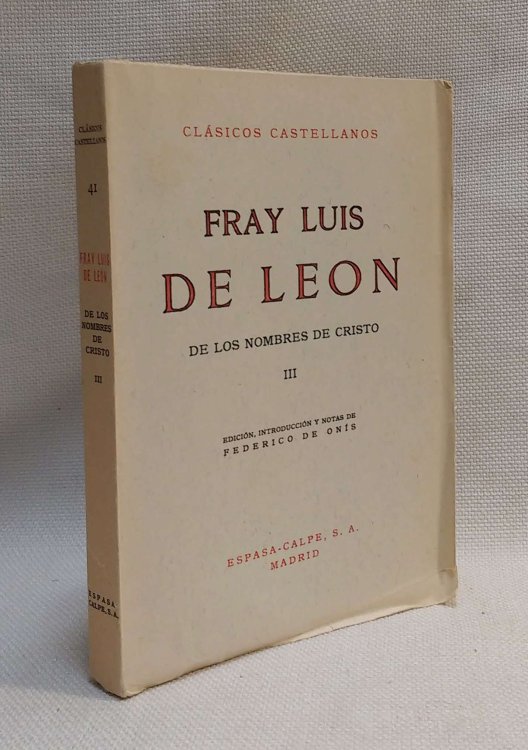 CLÁSICOS
CASTELLANOS
41
FRAY LUIS
DE LEON
DE LOS
NOMBRES
DE
CRISTO
III
ESPASA-
CALPE, S.A.
CLÁSICOS CASTELLANOS
FRAY LUIS
DE LEON
DE LOS NOMBRES DE CRISTO
III
EDICIÓN, INTRODUCCIÓN Y NOTAS DE
FEDERICO DE ONÍS
ESPASA-CALPE, S. A.
MADRID